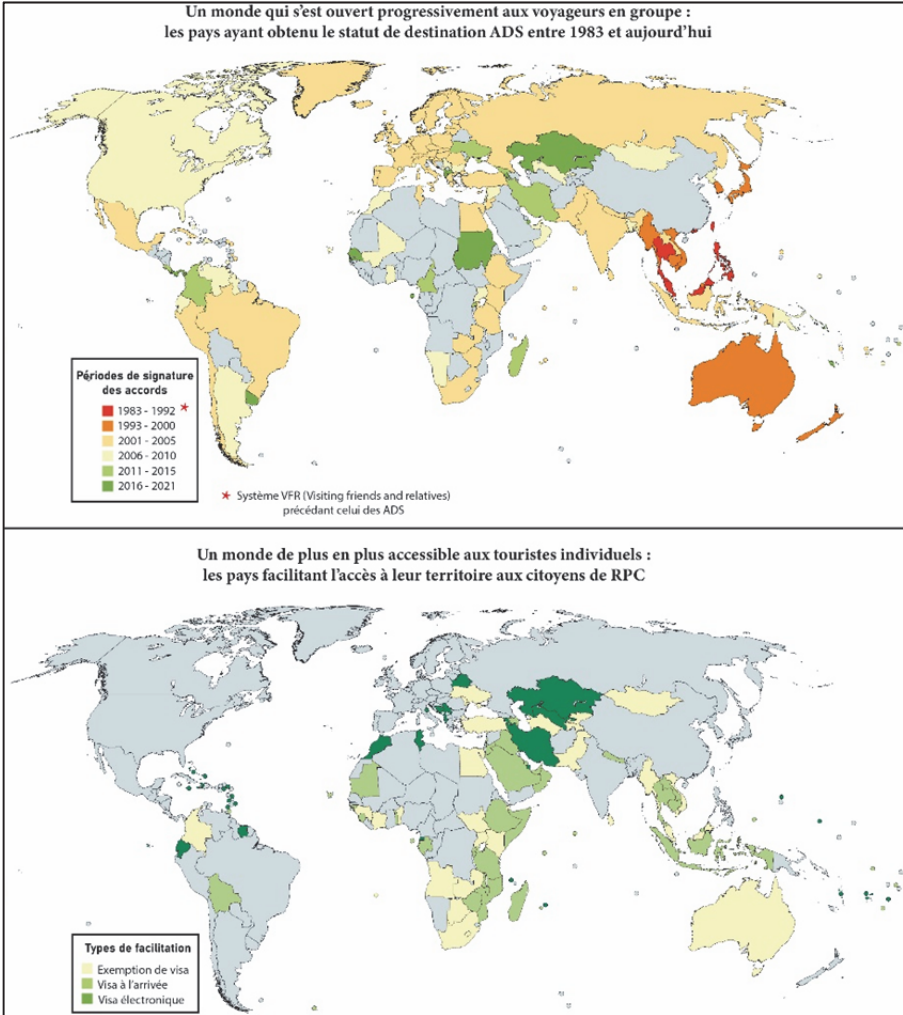 Un monde qui s'est ouvert progressivement aux voyageurs en groupe :
les pays ayant obtenu le statut de destination ADS entre 1983 et aujourd'hui
Périodes de signature
des accords
1983 - 1992 *
1993 - 2000
2001 - 2005
2006 - 2010
2011 - 2015
2016 - 2021
* Système VFR (Visiting friends and relatives)
précédant celui des ADS
Un monde de plus en plus accessible aux touristes individuels :
les pays facilitant l'accès à leur territoire aux citoyens de RPC
Types de facilitation
Exemption de visa
Visa à l'arrivée
Visa électronique